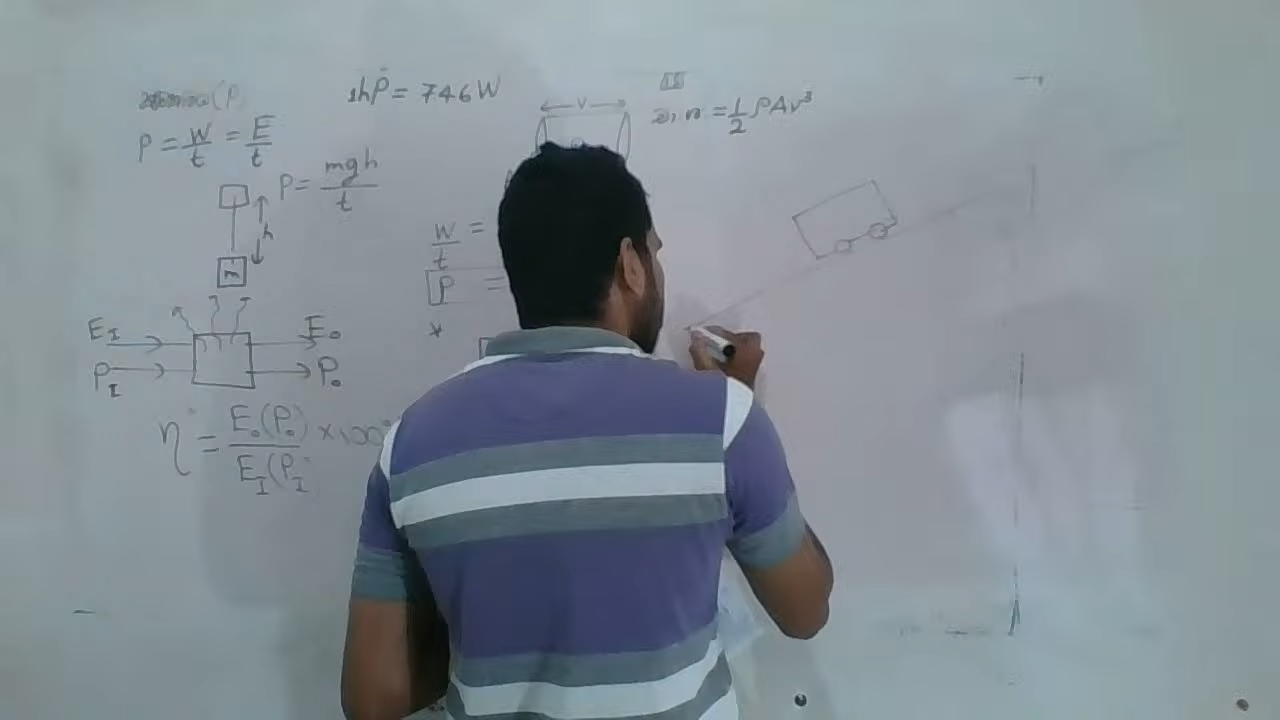 1hP = 746W
P = W/t = E/t
P = mgh/t
h
m
E_I E_o
P_I P_o
η = E_o(P_o)/E_I(P_I × 100
v
W/t =
P =
*
= 1/2 ρAv³